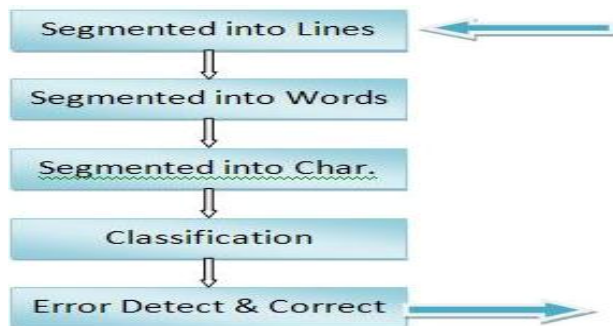 Segmented into Lines
Segmented into Words
Segmented into Char.
Classification
Error Detect & Correct